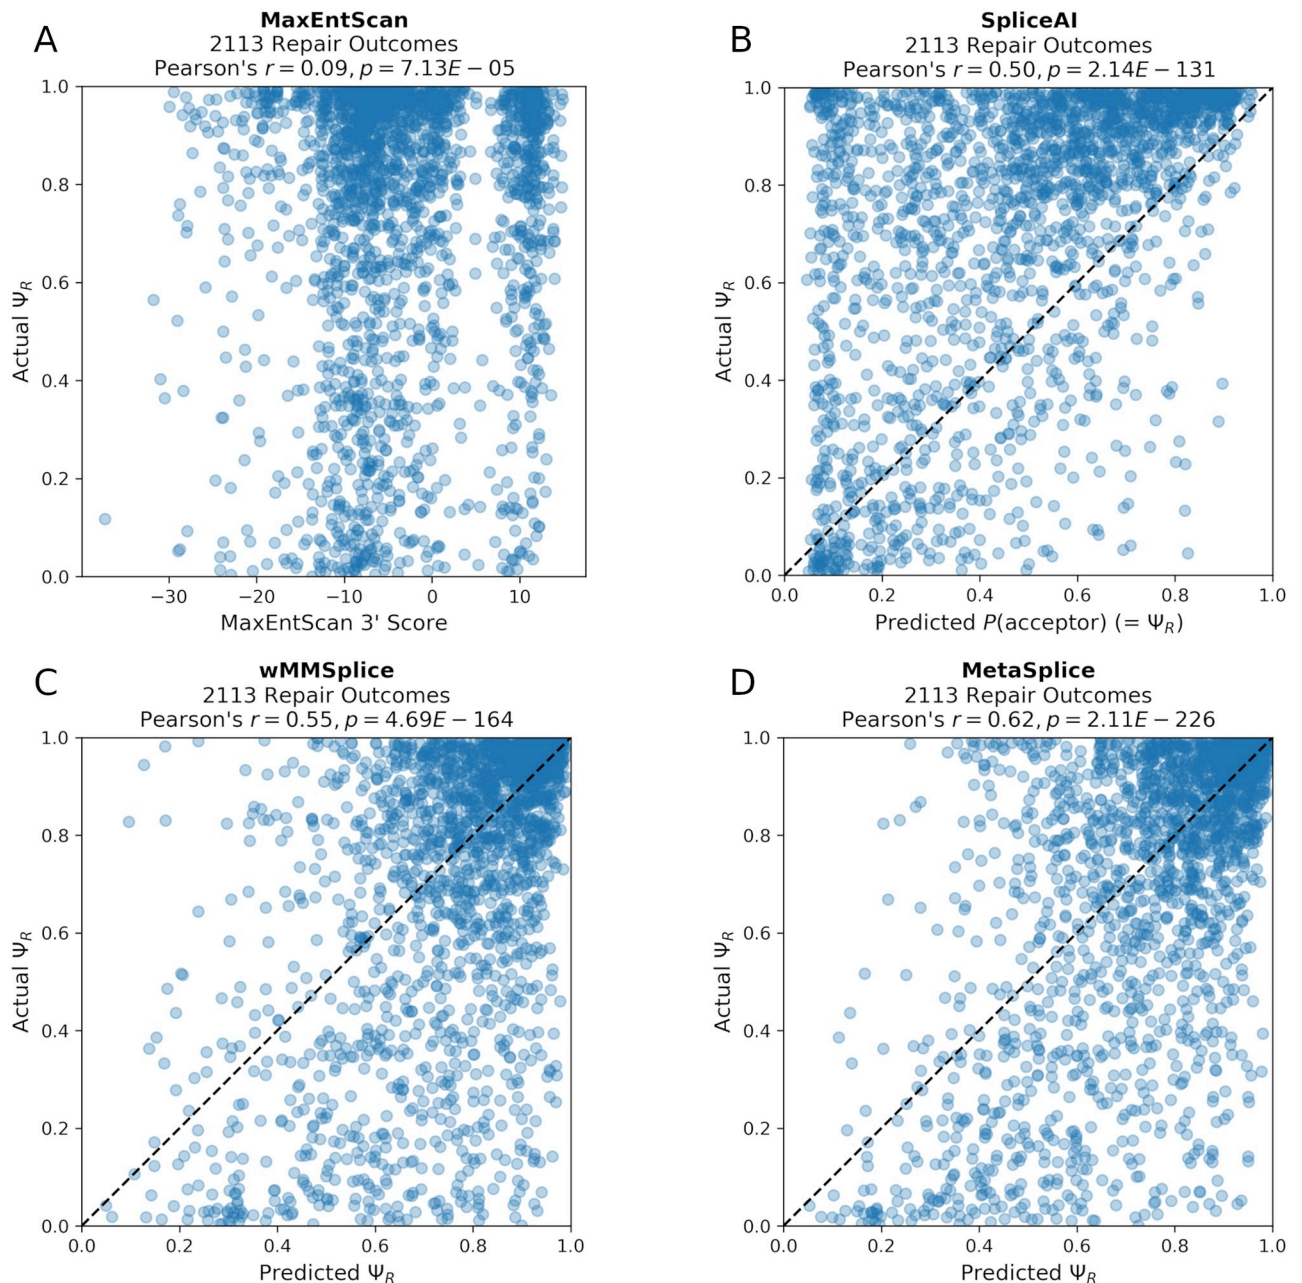 A
MaxEntScan
2113 Repair Outcomes
Pearson's r = 0.09, p = 7.13E − 05
1.0
0.8
0.6
0.4
0.2
0.0
Actual Ψ_R
−30 −20 −10 0 10
MaxEntScan 3' Score
B
SpliceAI
2113 Repair Outcomes
Pearson's r = 0.50, p = 2.14E − 131
1.0
0.8
0.6
0.4
0.2
0.0
Actual Ψ_R
0.0 0.2 0.4 0.6 0.8 1.0
Predicted P(acceptor) (= Ψ_R)
C
wMMSplice
2113 Repair Outcomes
Pearson's r = 0.55, p = 4.69E − 164
1.0
0.8
0.6
0.4
0.2
0.0
Actual Ψ_R
0.0 0.2 0.4 0.6 0.8 1.0
Predicted Ψ_R
D
MetaSplice
2113 Repair Outcomes
Pearson's r = 0.62, p = 2.11E − 226
1.0
0.8
0.6
0.4
0.2
0.0
Actual Ψ_R
0.0 0.2 0.4 0.6 0.8 1.0
Predicted Ψ_R